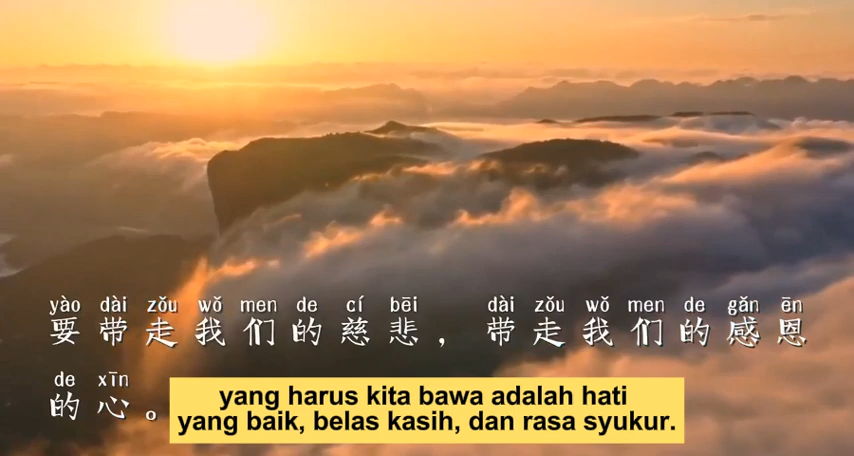 yào dài zǒu wǒ men de cí bēi dài zǒu wǒ men de gǎn ēn
要带走我们的慈悲，带走我们的感恩
de xīn
的心。
yang harus kita bawa adalah hati
yang baik, belas kasih, dan rasa syukur.